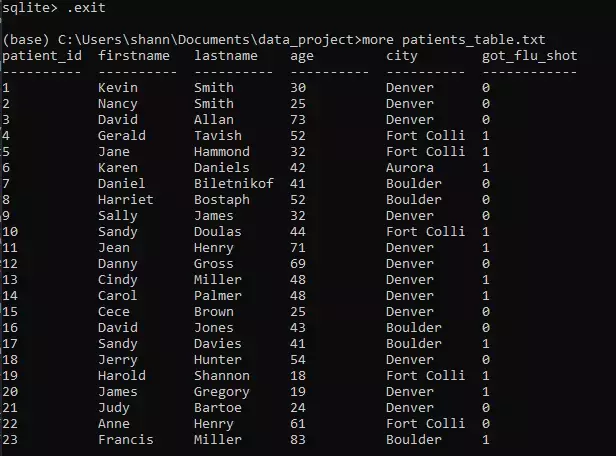 sqlite> .exit
(base) C:\Users\shann\Documents\data_project>more patients_table.txt
patient_id  firstname   lastname    age         city        got_flu_shot
----------  ----------  ----------  ----------  ----------  ------------
1           Kevin       Smith       30          Denver      0
2           Nancy       Smith       25          Denver      0
3           David       Allan       73          Denver      0
4           Gerald      Tavish      52          Fort Colli  1
5           Jane        Hammond     32          Fort Colli  1
6           Karen       Daniels     42          Aurora      1
7           Daniel      Biletnikof  41          Boulder     0
8           Harriet     Bostaph     52          Boulder     0
9           Sally       James       32          Denver      0
10          Sandy       Doulas      44          Fort Colli  1
11          Jean        Henry       71          Denver      1
12          Danny       Gross       69          Denver      0
13          Cindy       Miller      48          Denver      1
14          Carol       Palmer      48          Denver      1
15          Cece        Brown       25          Denver      0
16          David       Jones       43          Boulder     0
17          Sandy       Davies      41          Boulder     1
18          Jerry       Hunter      54          Denver      0
19          Harold      Shannon     18          Fort Colli  1
20          James       Gregory     19          Denver      1
21          Judy        Bartoe      24          Denver      0
22          Anne        Henry       61          Fort Colli  0
23          Francis     Miller      83          Boulder     1